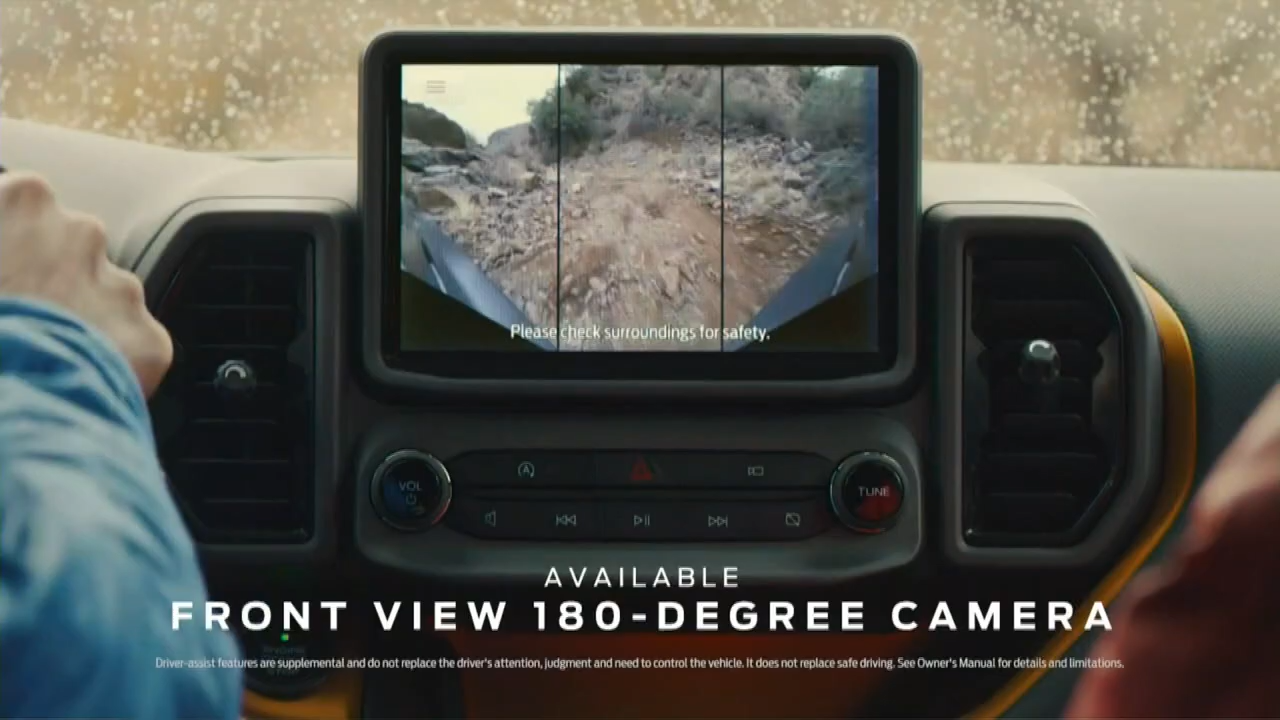 Please check surroundings for safety.
VOL
TUNE
AVAILABLE
FRONT VIEW 180-DEGREE CAMERA
Driver-assist features are supplemental and do not replace the driver's attention, judgment and need to control the vehicle. It does not replace safe driving. See Owner's Manual for details and limitations.